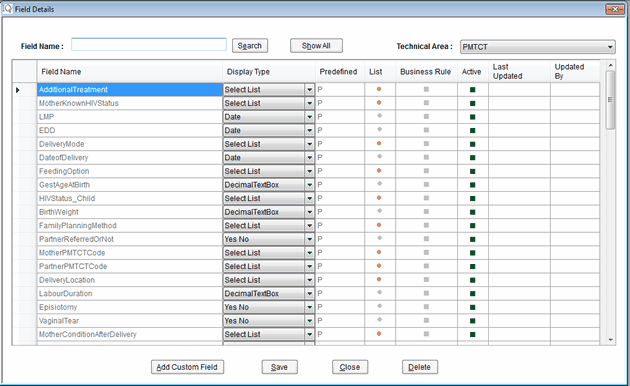 Field Details
Field Name : Search Show All Technical Area : PMTCT
Field Name Display Type Predefined List Business Rule Active Last Updated Updated By
AdditionalTreatment Select List P
MotherKnownHIVStatus Select List P
LMP Date P
EDD Date P
DeliveryMode Select List P
DateofDelivery Date P
FeedingOption Select List P
GestAgeAtBirth DecimalTextBox P
HIVStatus_Child Select List P
BirthWeight DecimalTextBox P
FamilyPlanningMethod Select List P
PartnerReferredOrNot Yes No P
MotherPMTCTCode Select List P
PartnerPMTCTCode Select List P
DeliveryLocation Select List P
LabourDuration DecimalTextBox P
Episiotomy Yes No P
VaginalTear Yes No P
MotherConditionAfterDelivery Select List P
Add Custom Field Save Close Delete